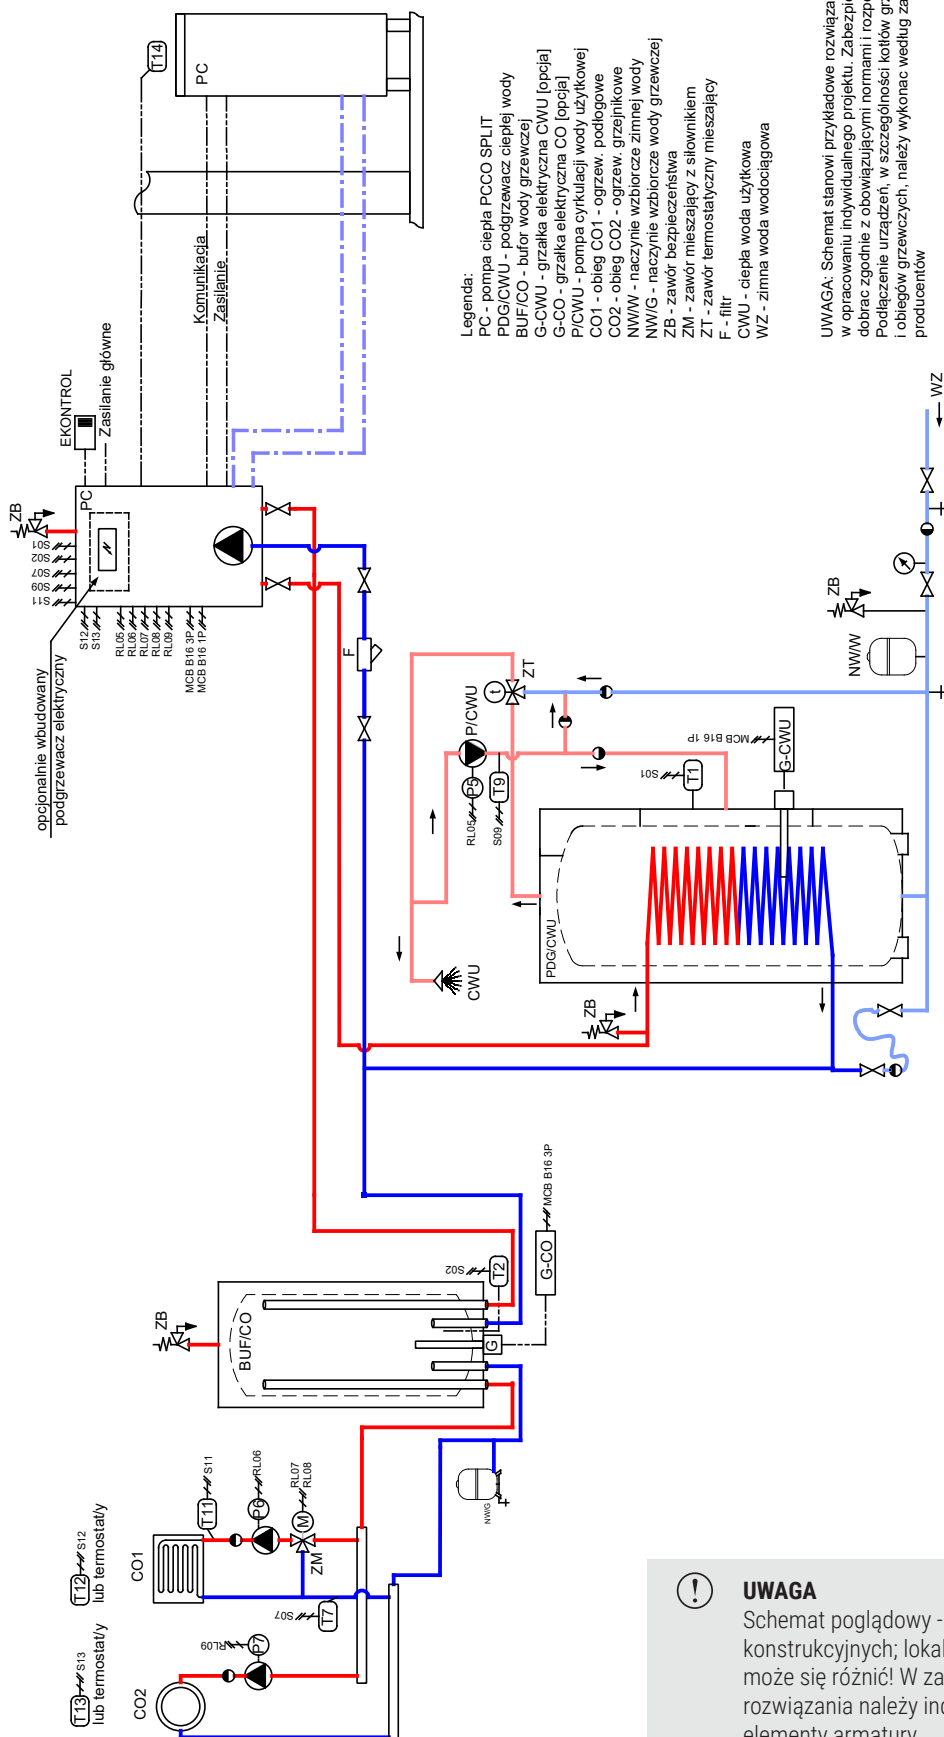 T14
PC
Komunikacja
Zasilanie
EKONTROL
Zasilanie główne
ZB
PC
S01
S02
S07
S09
S11
S12
S13
RL05
RL06
RL07
RL08
RL09
MCB B16 3P
MCB B16 1P
opcjonalnie wbudowany
podgrzewacz elektryczny
F
Legenda:
PC - pompa ciepła PCCO SPLIT
PDG/CWU - podgrzewacz ciepłej wody
BUF/CO - bufor wody grzewczej
G-CWU - grzałka elektryczna CWU [opcja]
G-CO - grzałka elektryczna CO [opcja]
P/CWU - pompa cyrkulacji wody użytkowej
CO1 - obieg CO1 - ogrzew. podłogowe
CO2 - obieg CO2 - ogrzew. grzejnikowe
NW/W - naczynie wzbiorcze zimnej wody
NW/G - naczynie wzbiorcze wody grzewczej
ZB - zawór bezpieczeństwa
ZM - zawór mieszający z siłownikiem
ZT - zawór termostatyczny mieszający
F - filtr
CWU - ciepła woda użytkowa
WZ - zimna woda wodociągowa
UWAGA: Schemat stanowi przykładowe rozwiąza
w opracowaniu indywidualnego projektu. Zabezpie
dobrac zgodnie z obowiązującymi normami i rozpo
Podłączenie urządzeń, w szczególności kotłów grz
i obiegów grzewczych, należy wykonac według za
producentów
WZ
ZB
NW/W
ZT
t
P/CWU
P5
RL05
T9
S09
S01
T1
MCB B16 1P
G-CWU
PDG/CWU
CWU
ZB
ZB
BUF/CO
S02
T2
G
G-CO
MCB B16 3P
NW/G
T11
S11
P6
RL06
M
RL07
RL08
ZM
CO1
T12
S12
lub termostat/y
S07
T7
RL09
P7
CO2
T13
S13
lub termostat/y
!
UWAGA
Schemat poglądowy -
konstrukcyjnych; lokal
może się różnić! W za
rozwiązania należy ind
elementy armatury